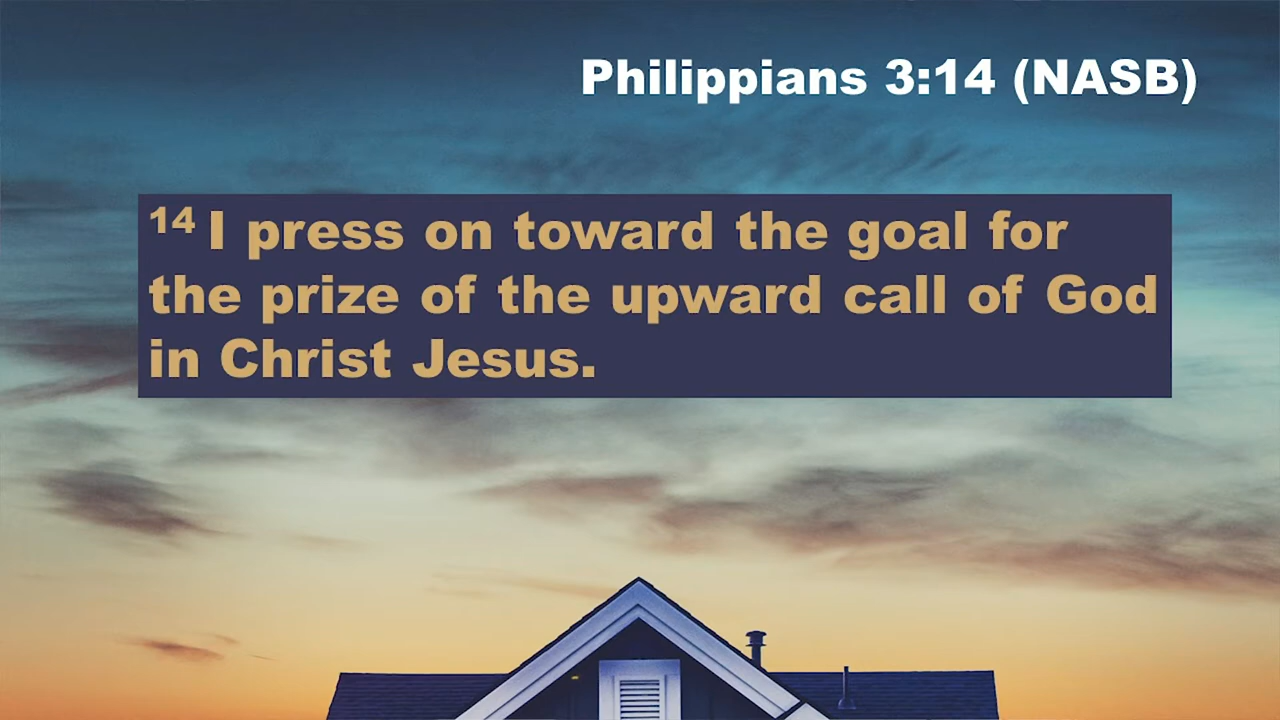 Philippians 3:14 (NASB)
14 I press on toward the goal for
the prize of the upward call of God
in Christ Jesus.